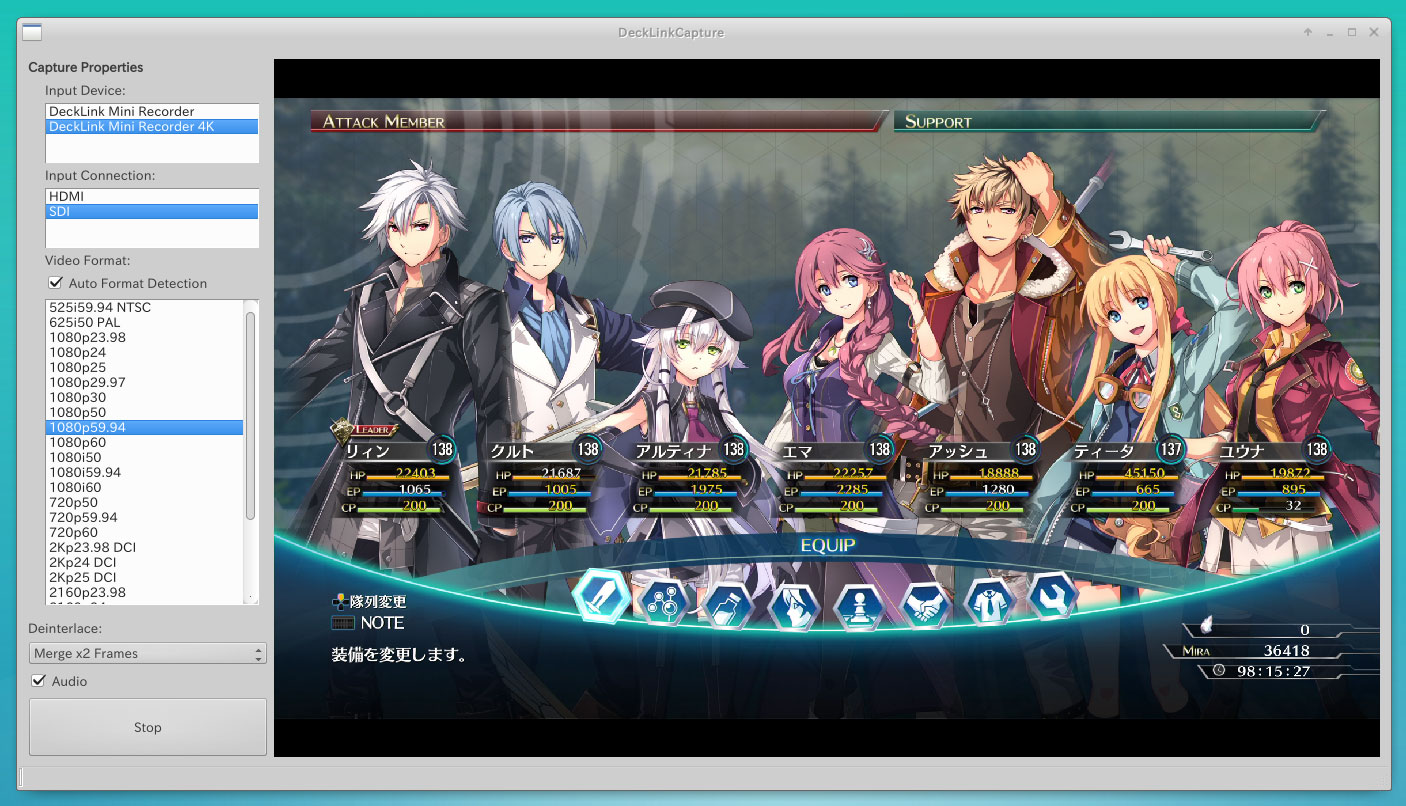 DeckLinkCapture
Capture Properties
Input Device:
DeckLink Mini Recorder
DeckLink Mini Recorder 4K
Input Connection:
HDMI
SDI
Video Format:
Auto Format Detection
525i59.94 NTSC
625i50 PAL
1080p23.98
1080p24
1080p25
1080p29.97
1080p30
1080p50
1080p59.94
1080p60
1080i50
1080i59.94
1080i60
720p50
720p59.94
720p60
2Kp23.98 DCI
2Kp24 DCI
2Kp25 DCI
2160p23.98
Deinterlace:
Merge x2 Frames
Audio
Stop
ATTACK MEMBER
SUPPORT
LEADER
リィン 138
HP 22403
EP 1065
CP 200
クルト 138
HP 21687
EP 1005
CP 200
アルティナ 138
HP 21785
EP 1975
CP 200
エマ 138
HP 22257
EP 2285
CP 200
アッシュ 138
HP 18888
EP 1280
CP 200
ティータ 137
HP 45150
EP 665
CP 200
ユウナ 138
HP 19872
EP 895
CP 32
EQUIP
隊列変更
NOTE
装備を変更します。
0
MIRA 36418
98:15:27